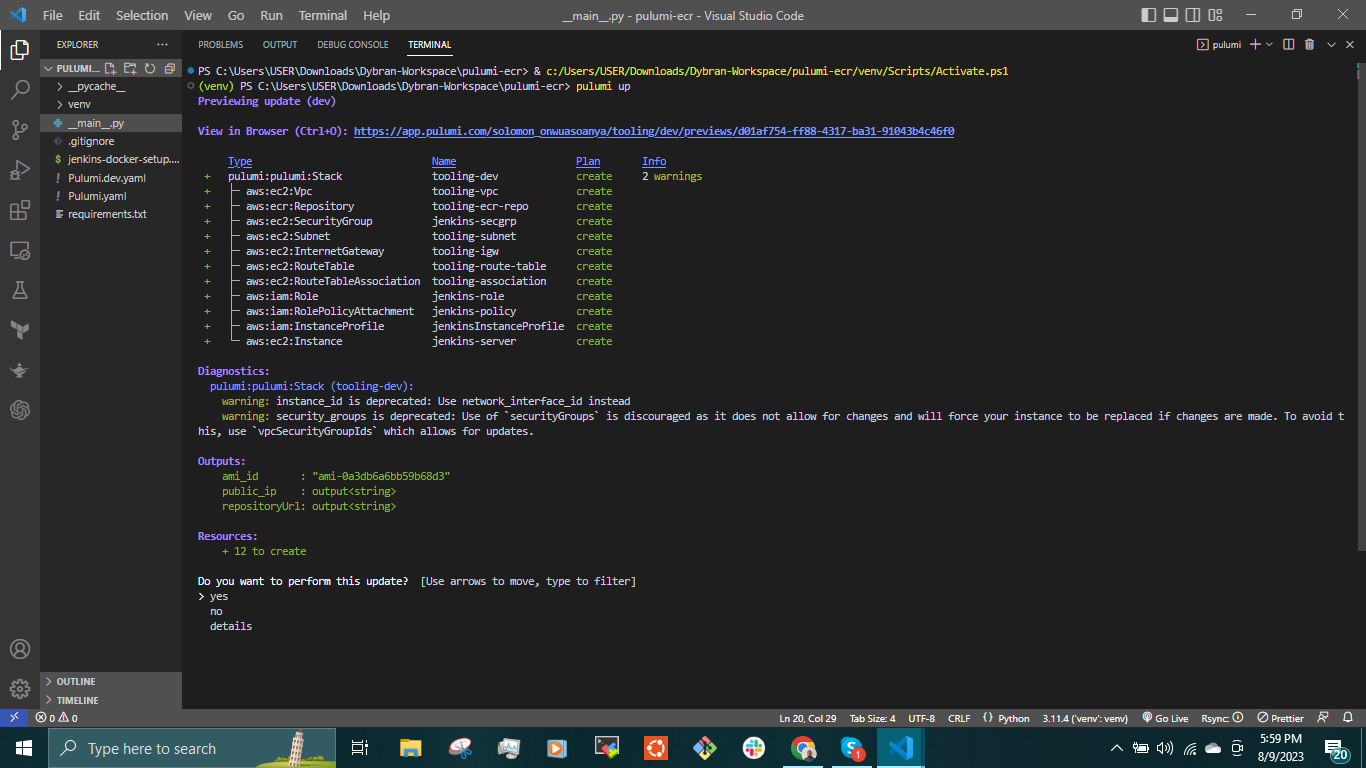 File Edit Selection View Go Run Terminal Help
__main__.py - pulumi-ecr - Visual Studio Code
EXPLORER
PULUMI...
__pycache__
venv
__main__.py
.gitignore
jenkins-docker-setup....
Pulumi.dev.yaml
Pulumi.yaml
requirements.txt
OUTLINE
TIMELINE
PROBLEMS OUTPUT DEBUG CONSOLE TERMINAL
pulumi
PS C:\Users\USER\Downloads\Dybran-Workspace\pulumi-ecr> & c:/Users/USER/Downloads/Dybran-Workspace/pulumi-ecr/venv/Scripts/Activate.ps1
(venv) PS C:\Users\USER\Downloads\Dybran-Workspace\pulumi-ecr> pulumi up
Previewing update (dev)
View in Browser (Ctrl+O): https://app.pulumi.com/solomon_onwuasoanya/tooling/dev/previews/d01af754-ff88-4317-ba31-91043b4c46f0
Type Name Plan Info
+ pulumi:pulumi:Stack tooling-dev create 2 warnings
+ ├─ aws:ec2:Vpc tooling-vpc create
+ ├─ aws:ecr:Repository tooling-ecr-repo create
+ ├─ aws:ec2:SecurityGroup jenkins-secgrp create
+ ├─ aws:ec2:Subnet tooling-subnet create
+ ├─ aws:ec2:InternetGateway tooling-igw create
+ ├─ aws:ec2:RouteTable tooling-route-table create
+ ├─ aws:ec2:RouteTableAssociation tooling-association create
+ ├─ aws:iam:Role jenkins-role create
+ ├─ aws:iam:RolePolicyAttachment jenkins-policy create
+ ├─ aws:iam:InstanceProfile jenkinsInstanceProfile create
+ └─ aws:ec2:Instance jenkins-server create
Diagnostics:
pulumi:pulumi:Stack (tooling-dev):
warning: instance_id is deprecated: Use network_interface_id instead
warning: security_groups is deprecated: Use of `securityGroups` is discouraged as it does not allow for changes and will force your instance to be replaced if changes are made. To avoid t
his, use `vpcSecurityGroupIds` which allows for updates.
Outputs:
ami_id : "ami-0a3db6a6bb59b68d3"
public_ip : output<string>
repositoryUrl: output<string>
Resources:
+ 12 to create
Do you want to perform this update? [Use arrows to move, type to filter]
> yes
no
details
0 0
Ln 20, Col 29 Tab Size: 4 UTF-8 CRLF Python 3.11.4 ('venv': venv) Go Live Rsync: Prettier
Type here to search
1
5:59 PM
8/9/2023
20